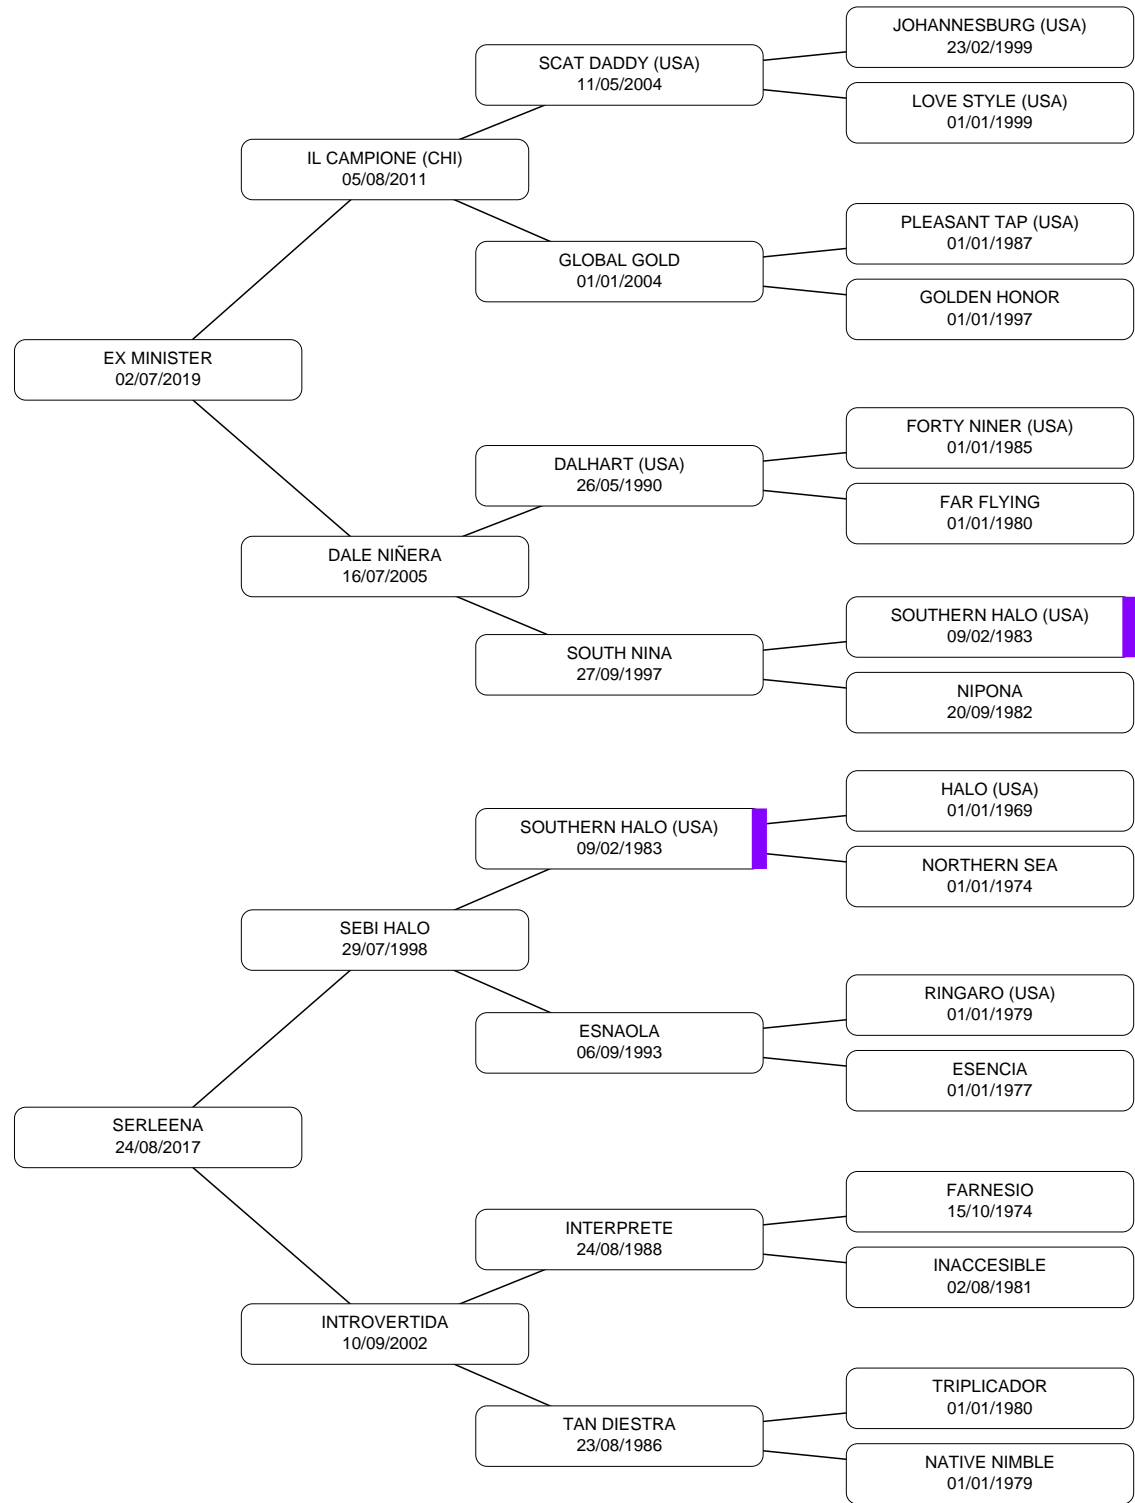 JOHANNESBURG (USA)
23/02/1999
SCAT DADDY (USA)
11/05/2004
LOVE STYLE (USA)
01/01/1999
IL CAMPIONE (CHI)
05/08/2011
PLEASANT TAP (USA)
01/01/1987
GLOBAL GOLD
01/01/2004
GOLDEN HONOR
01/01/1997
EX MINISTER
02/07/2019
FORTY NINER (USA)
01/01/1985
DALHART (USA)
26/05/1990
FAR FLYING
01/01/1980
DALE NIÑERA
16/07/2005
SOUTHERN HALO (USA)
09/02/1983
SOUTH NINA
27/09/1997
NIPONA
20/09/1982
HALO (USA)
01/01/1969
SOUTHERN HALO (USA)
09/02/1983
NORTHERN SEA
01/01/1974
SEBI HALO
29/07/1998
RINGARO (USA)
01/01/1979
ESNAOLA
06/09/1993
ESENCIA
01/01/1977
SERLEENA
24/08/2017
FARNESIO
15/10/1974
INTERPRETE
24/08/1988
INACCESIBLE
02/08/1981
INTROVERTIDA
10/09/2002
TRIPLICADOR
01/01/1980
TAN DIESTRA
23/08/1986
NATIVE NIMBLE
01/01/1979